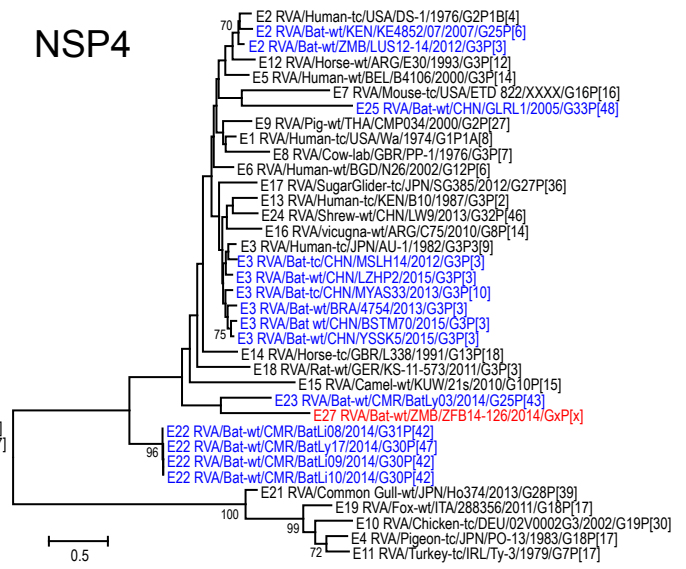 NSP4
E2 RVA/Human-tc/USA/DS-1/1976/G2P1B[4]
70
E2 RVA/Bat-wt/KEN/KE4852/07/2007/G25P[6]
E2 RVA/Bat-wt/ZMB/LUS12-14/2012/G3P[3]
E12 RVA/Horse-wt/ARG/E30/1993/G3P[12]
E5 RVA/Human-wt/BEL/B4106/2000/G3P[14]
E7 RVA/Mouse-tc/USA/ETD 822/XXXX/G16P[16]
E25 RVA/Bat-wt/CHN/GLRL1/2005/G33P[48]
E9 RVA/Pig-wt/THA/CMP034/2000/G2P[27]
E1 RVA/Human-tc/USA/Wa/1974/G1P1A[8]
E8 RVA/Cow-lab/GBR/PP-1/1976/G3P[7]
E6 RVA/Human-wt/BGD/N26/2002/G12P[6]
E17 RVA/SugarGlider-tc/JPN/SG385/2012/G27P[36]
E13 RVA/Human-tc/KEN/B10/1987/G3P[2]
E24 RVA/Shrew-wt/CHN/LW9/2013/G32P[46]
E16 RVA/vicugna-wt/ARG/C75/2010/G8P[14]
E3 RVA/Human-tc/JPN/AU-1/1982/G3P3[9]
E3 RVA/Bat-tc/CHN/MSLH14/2012/G3P[3]
E3 RVA/Bat-wt/CHN/LZHP2/2015/G3P[3]
E3 RVA/Bat-tc/CHN/MYAS33/2013/G3P[10]
E3 RVA/Bat-wt/BRA/4754/2013/G3P[3]
E3 RVA/Bat wt/CHN/BSTM70/2015/G3P[3]
75
E3 RVA/Bat-wt/CHN/YSSK5/2015/G3P[3]
E14 RVA/Horse-tc/GBR/L338/1991/G13P[18]
E18 RVA/Rat-wt/GER/KS-11-573/2011/G3P[3]
E15 RVA/Camel-wt/KUW/21s/2010/G10P[15]
E23 RVA/Bat-wt/CMR/BatLy03/2014/G25P[43]
E27 RVA/Bat-wt/ZMB/ZFB14-126/2014/GxP[x]
E22 RVA/Bat-wt/CMR/BatLi08/2014/G31P[42]
E22 RVA/Bat-wt/CMR/BatLy17/2014/G30P[47]
96
E22 RVA/Bat-wt/CMR/BatLi09/2014/G30P[42]
E22 RVA/Bat-wt/CMR/BatLi10/2014/G30P[42]
E21 RVA/Common Gull-wt/JPN/Ho374/2013/G28P[39]
100
E19 RVA/Fox-wt/ITA/288356/2011/G18P[17]
99
E10 RVA/Chicken-tc/DEU/02V0002G3/2002/G19P[30]
E4 RVA/Pigeon-tc/JPN/PO-13/1983/G18P[17]
72
E11 RVA/Turkey-tc/IRL/Ty-3/1979/G7P[17]
0.5